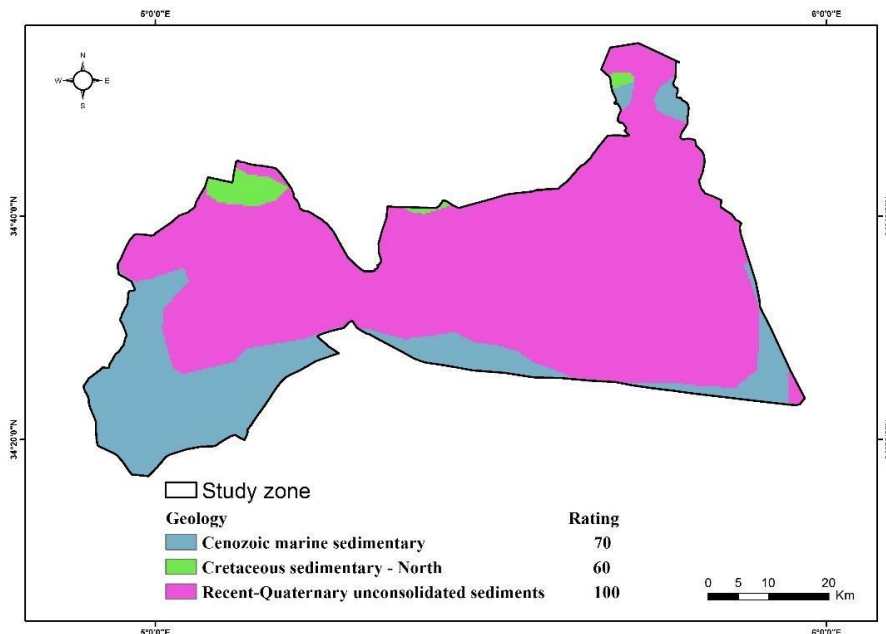 5°0'0"E
6°0'0"E
N
W
E
S
34°40'0"N
34°20'0"N
Study zone
Geology Rating
Cenozoic marine sedimentary 70
Cretaceous sedimentary - North 60
Recent-Quaternary unconsolidated sediments 100
0 5 10 20
Km
5°0'0"E
6°0'0"E